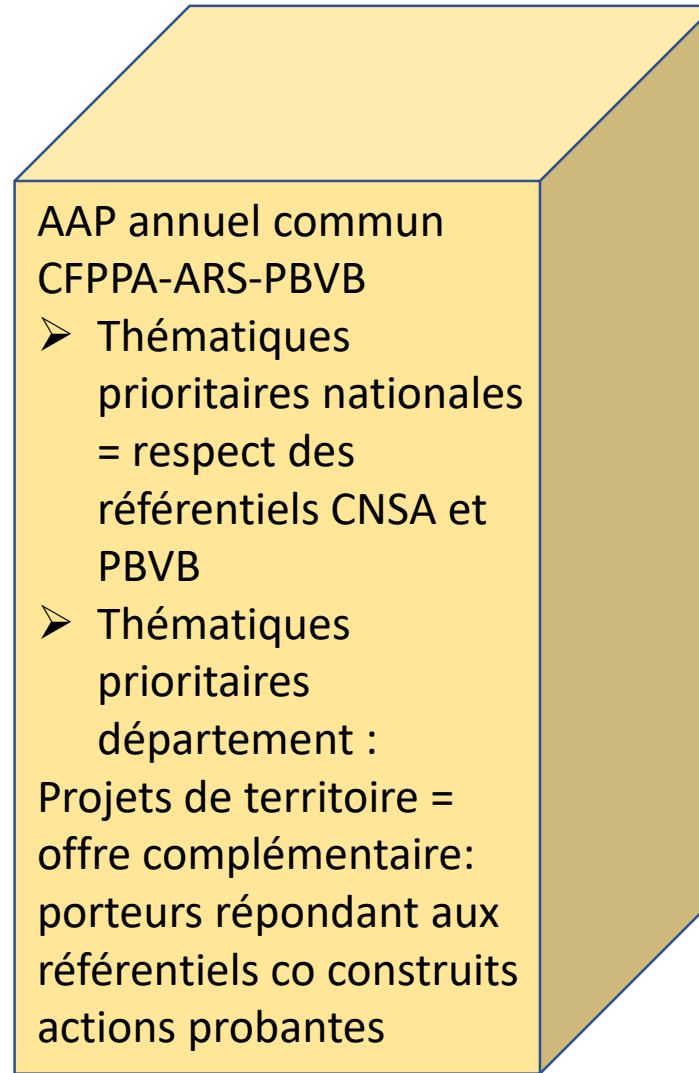 AAP annuel commun
CFPPA-ARS-PBVB
➢ Thématiques
prioritaires nationales
= respect des
référentiels CNSA et
PBVB
➢ Thématiques
prioritaires
département :
Projets de territoire =
offre complémentaire:
porteurs répondant aux
référentiels co construits
actions probantes